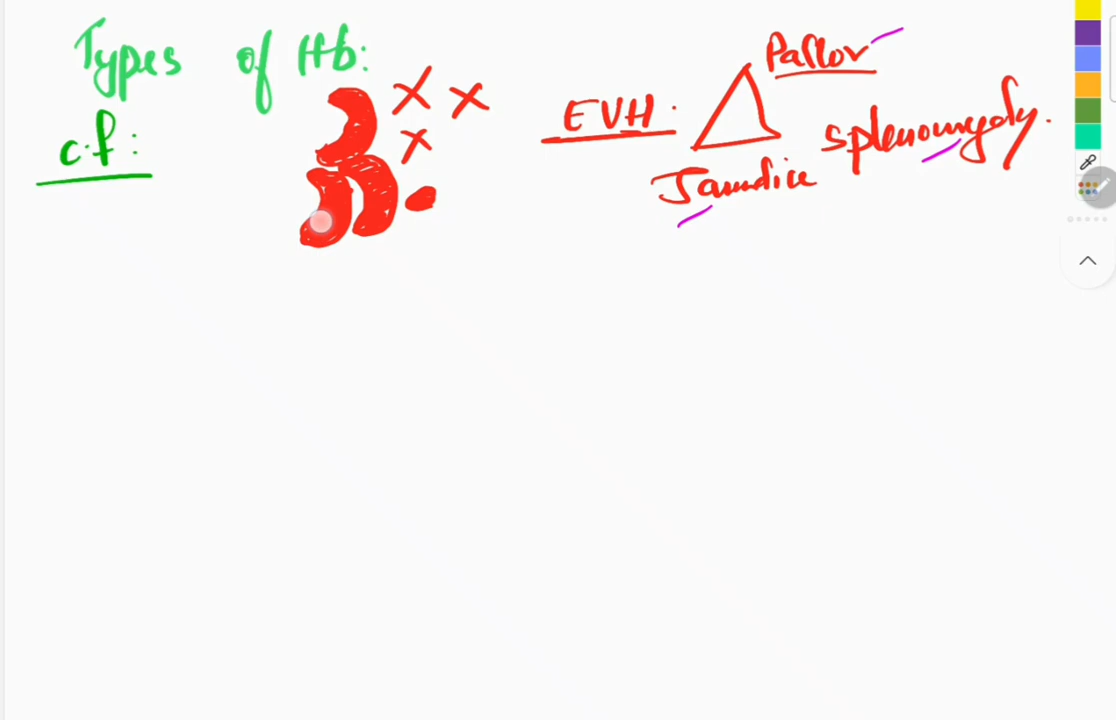 Types of Hb:
c.f:
EVH.
Pallor
Splenomegaly.
Jaundice